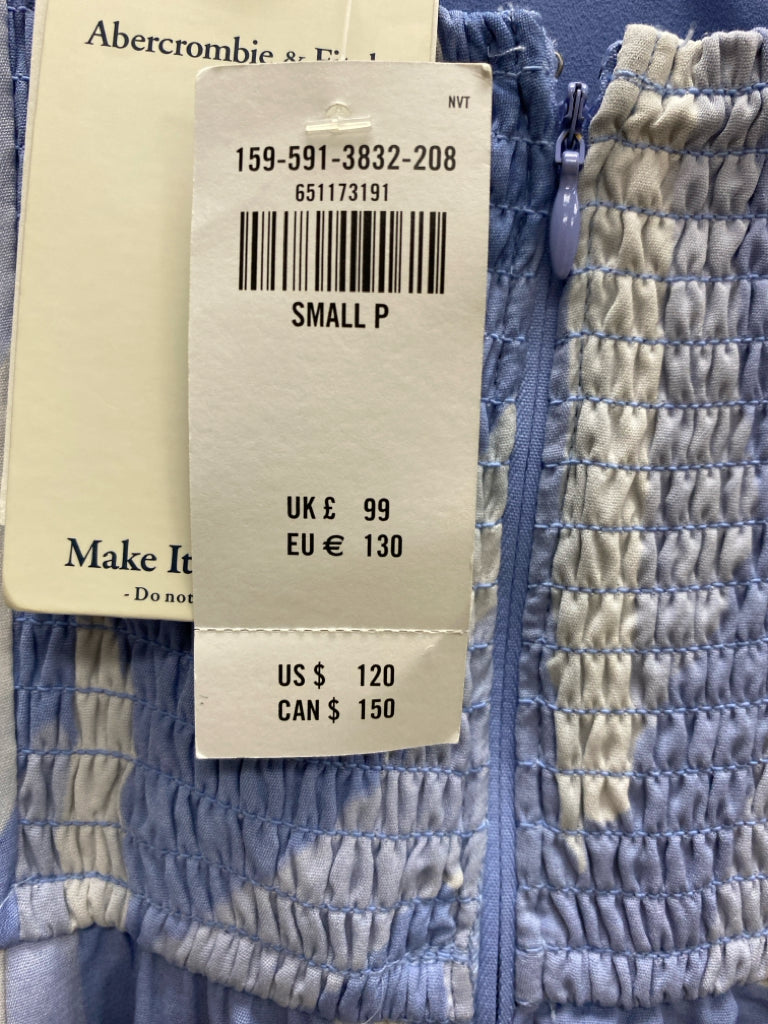 Abercrombie &
NVT
159-591-3832-208
651173191
SMALL P
UK £ 99
EU € 130
Make It
- Do not
US $ 120
CAN $ 150